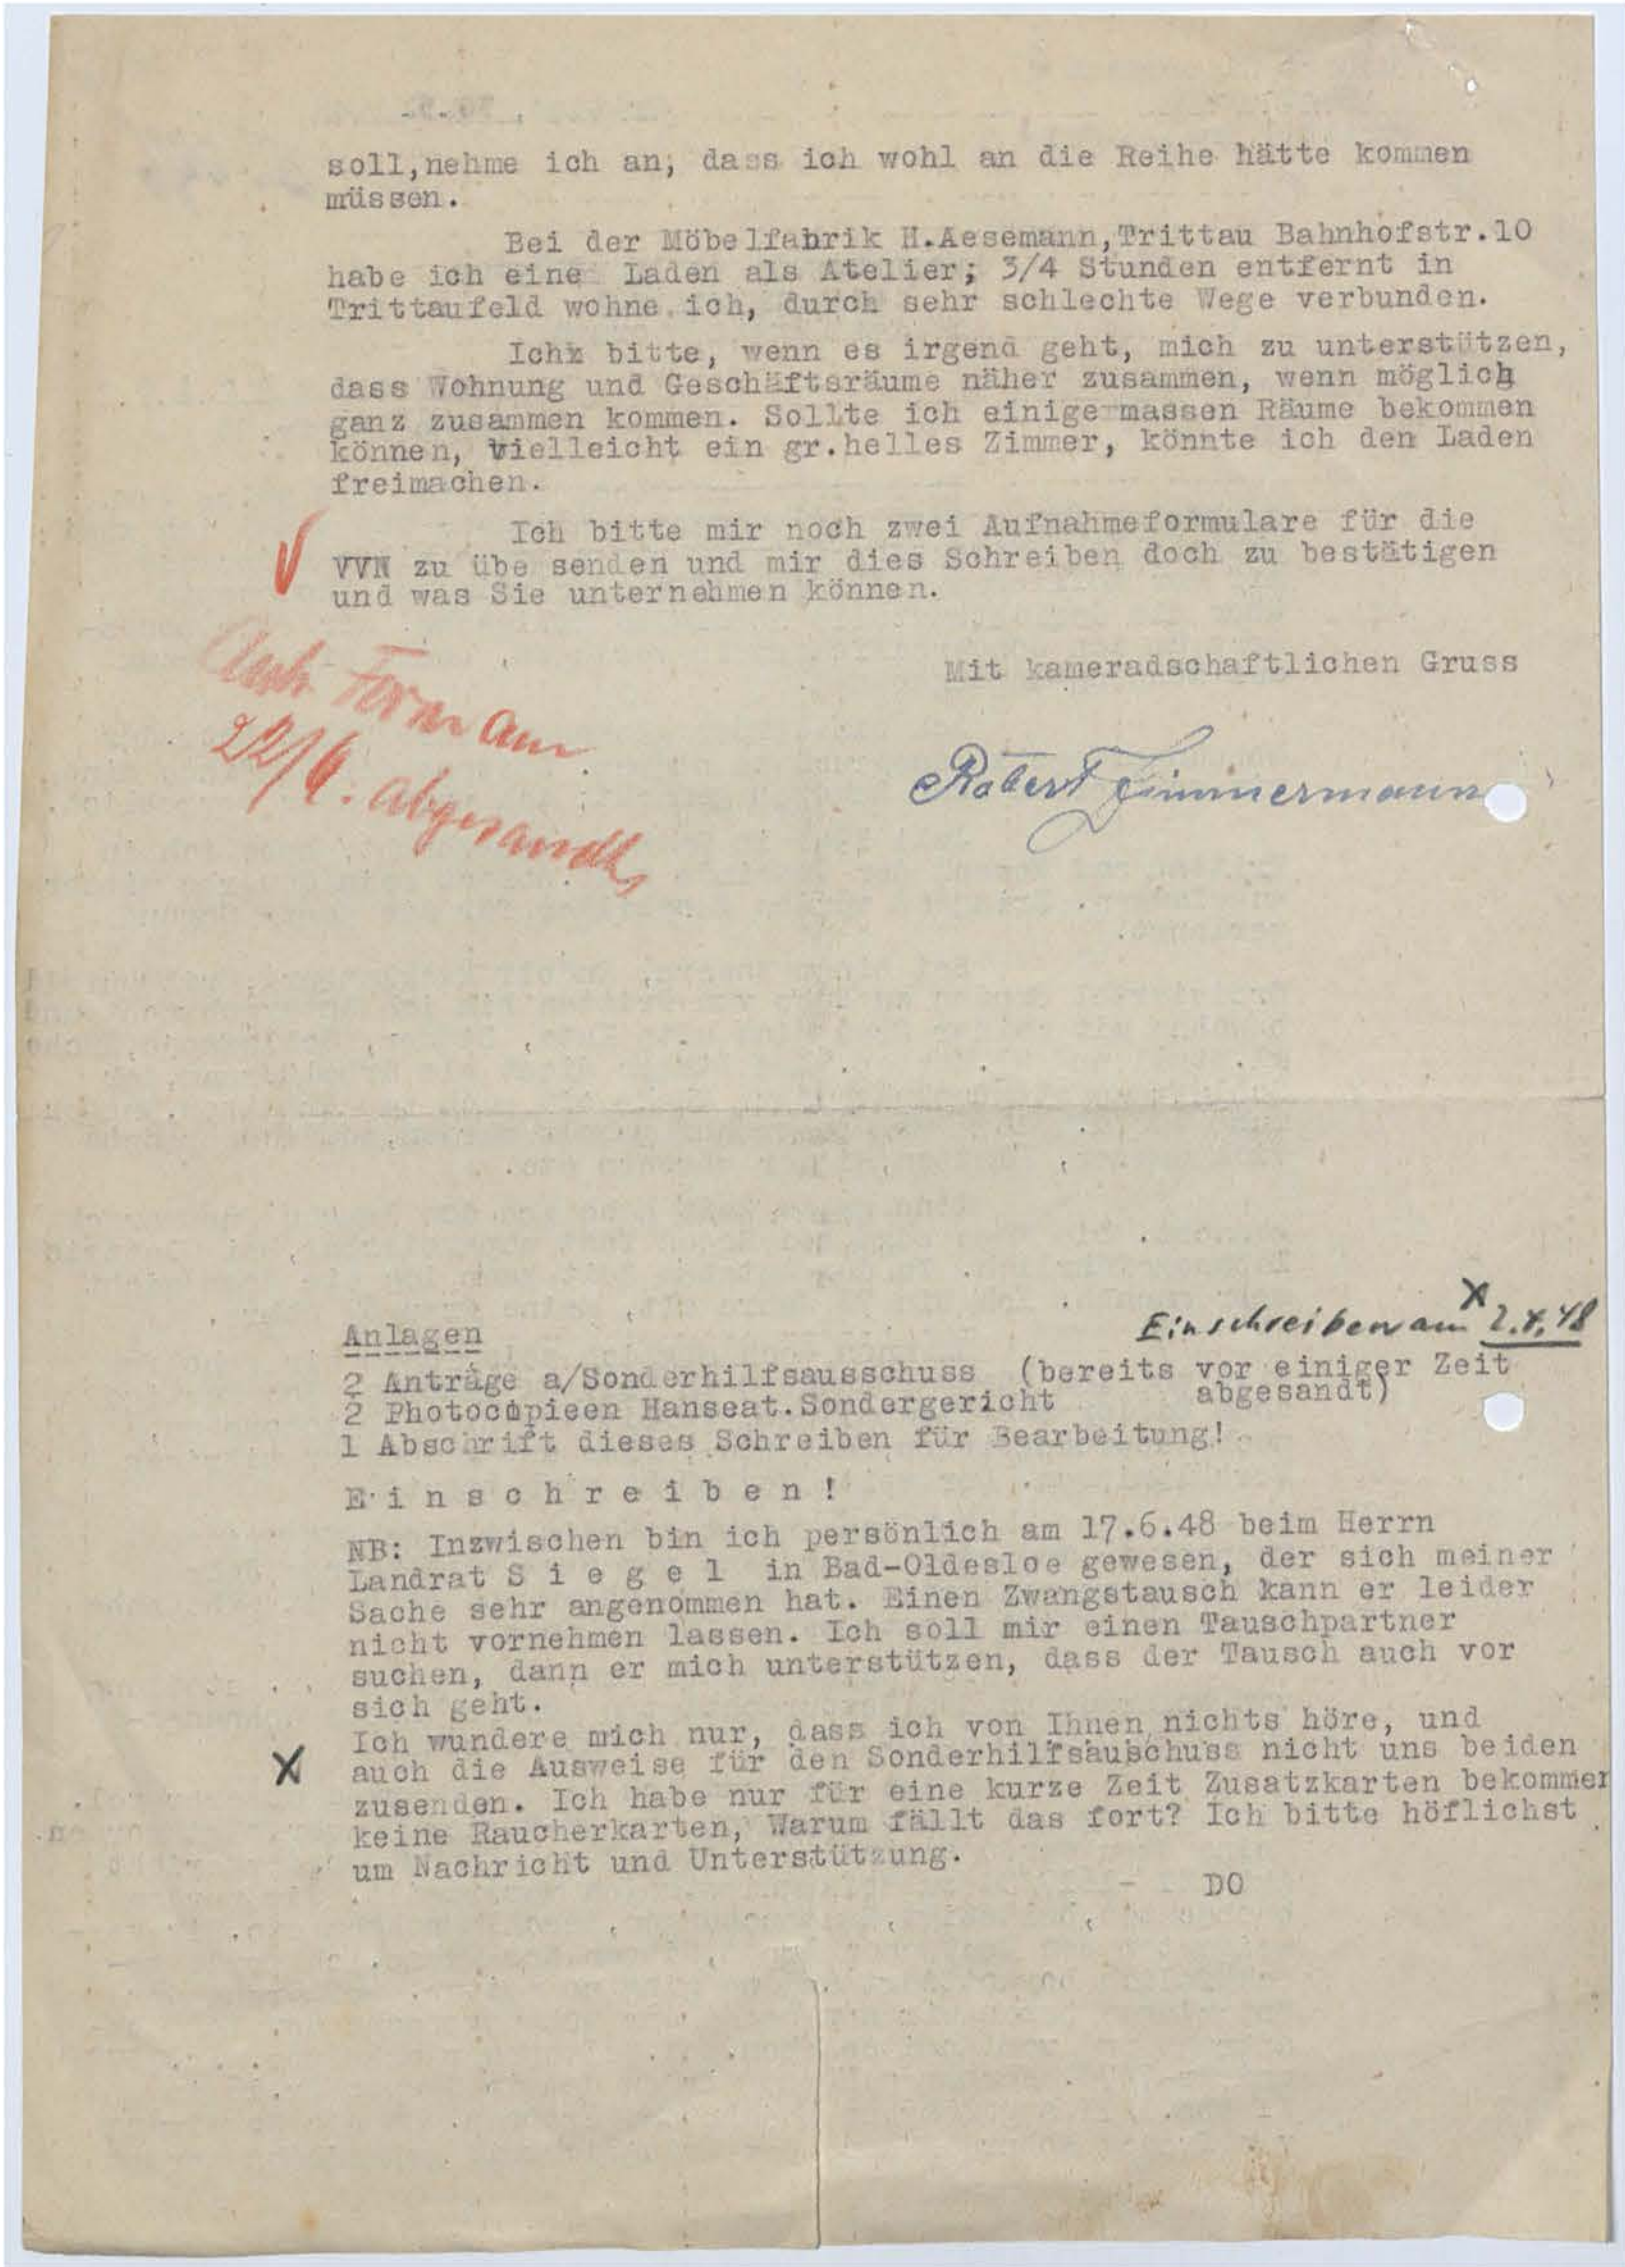 soll,nehme ich an, dass ich wohl an die Reihe hätte kommen
müssen.
Bei der Möbelfabrik H.Aesemann,Trittau Bahnhofstr.10
habe ich eine Laden als Atelier; 3/4 Stunden entfernt in
Trittaufeld wohne ich, durch sehr schlechte Wege verbunden.
Ichx bitte, wenn es irgend geht, mich zu unterstützen,
dass Wohnung und Geschäftsräume näher zusammen, wenn möglich
ganz zusammen kommen. Sollte ich einigermassen Räume bekommen
können, vielleicht ein gr.helles Zimmer, könnte ich den Laden
freimachen.
Ich bitte mir noch zwei Aufnahmeformulare für die
VVN zu übe senden und mir dies Schreiben doch zu bestätigen
und was Sie unternehmen können.
Mit kameradschaftlichen Gruss
Form am
22/6. abgesandt
Robert Zimmermann
Einschreiben am X 2.4.48
Anlagen
2 Anträge a/Sonderhilfsausschuss (bereits vor einiger Zeit
abgesandt)
2 Photocopieen Hanseat.Sondergericht
1 Abschrift dieses Schreiben für Bearbeitung!
E i n s c h r e i b e n !
NB: Inzwischen bin ich persönlich am 17.6.48 beim Herrn
Landrat S i e g e l in Bad-Oldesloe gewesen, der sich meiner
Sache sehr angenommen hat. Einen Zwangstausch kann er leider
nicht vornehmen lassen. Ich soll mir einen Tauschpartner
suchen, dann er mich unterstützen, dass der Tausch auch vor
sich geht.
Ich wundere mich nur, dass ich von Ihnen nichts höre, und
X auch die Ausweise für den Sonderhilfsauschuss nicht uns beiden
zusenden. Ich habe nur für eine kurze Zeit Zusatzkarten bekommen
keine Raucherkarten, Warum fällt das fort? Ich bitte höflichst
um Nachricht und Unterstützung.
- DO